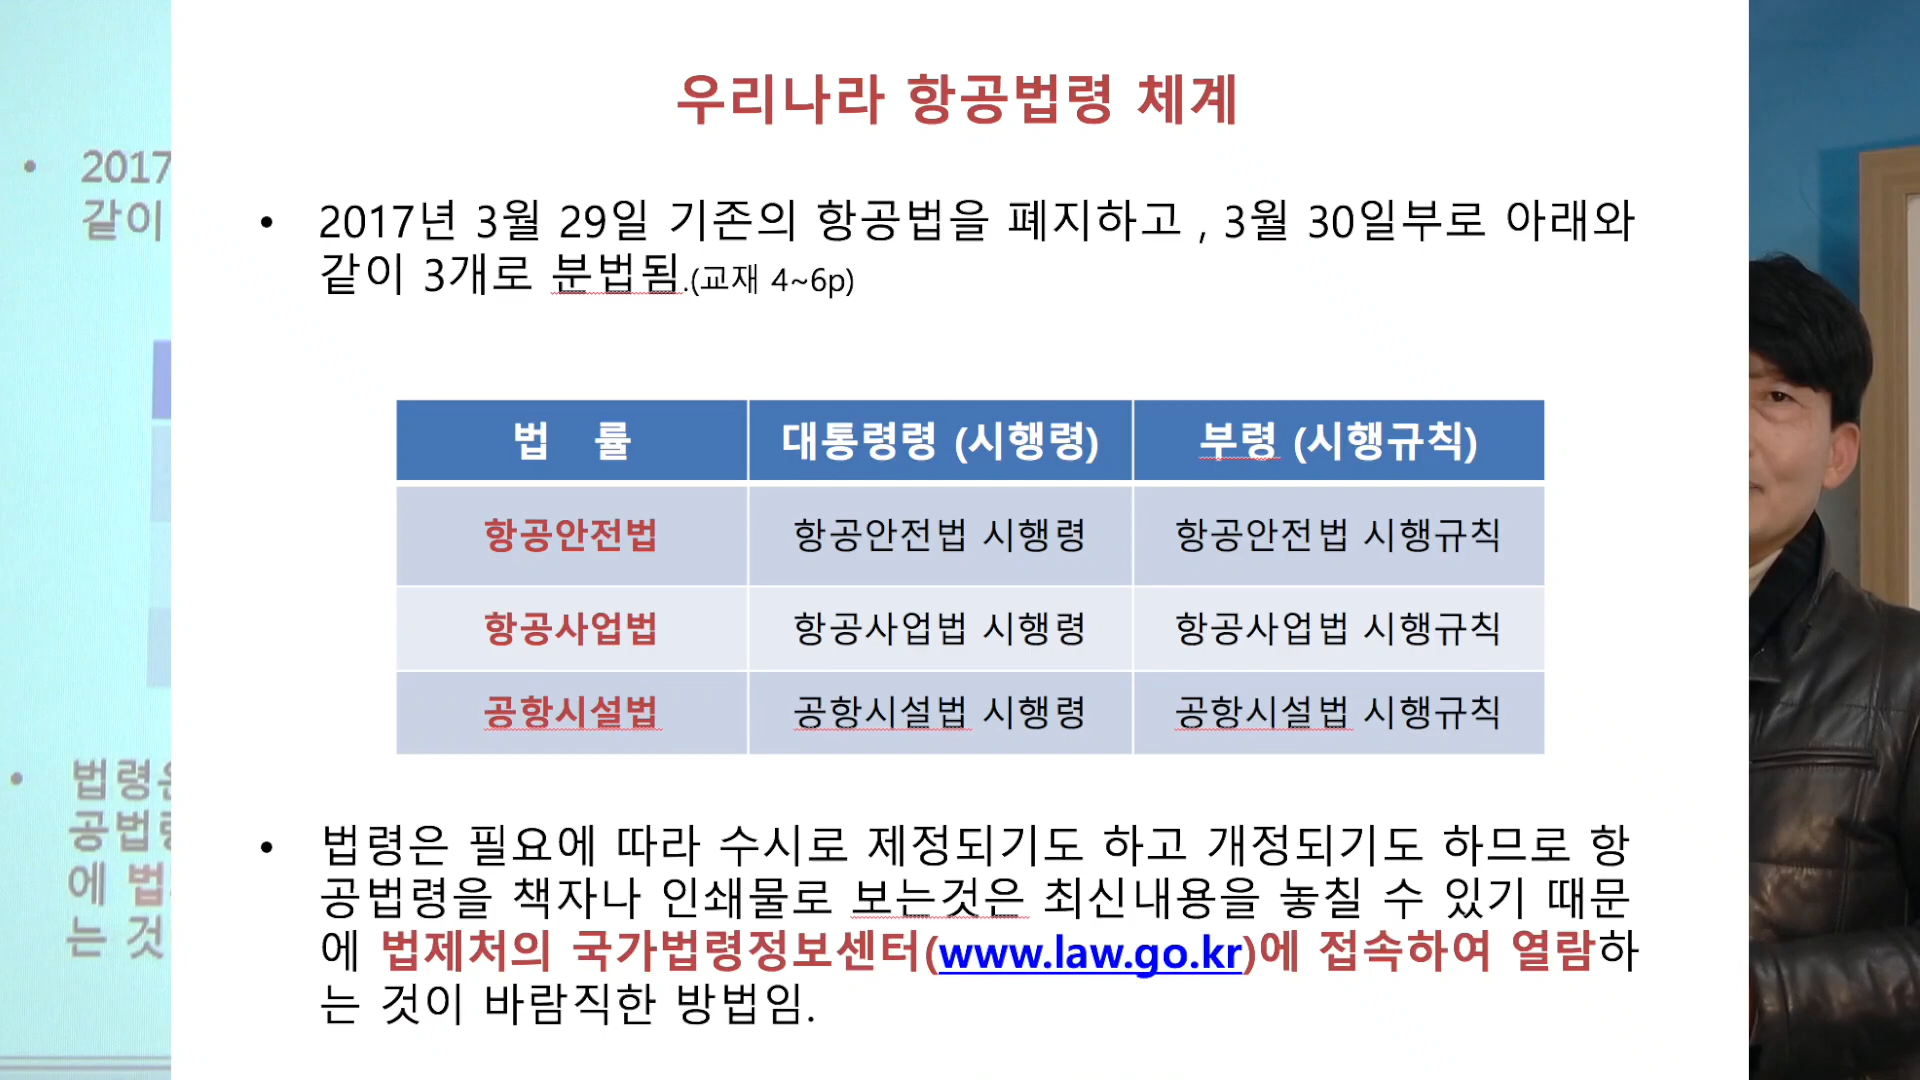 우리나라 항공법령 체계
• 2017년 3월 29일 기존의 항공법을 폐지하고 , 3월 30일부로 아래와
같이 3개로 분법됨.(교재 4~6p)
법 률 대통령령 (시행령) 부령 (시행규칙)
항공안전법 항공안전법 시행령 항공안전법 시행규칙
항공사업법 항공사업법 시행령 항공사업법 시행규칙
공항시설법 공항시설법 시행령 공항시설법 시행규칙
• 법령은 필요에 따라 수시로 제정되기도 하고 개정되기도 하므로 항
공법령을 책자나 인쇄물로 보는것은 최신내용을 놓칠 수 있기 때문
에 법제처의 국가법령정보센터(www.law.go.kr)에 접속하여 열람하
는 것이 바람직한 방법임.
• 2017
같이
• 법령은
공법령
에 법
는 것